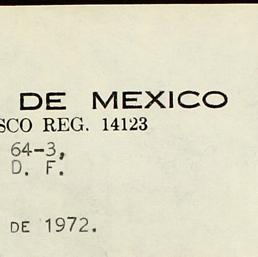 DE MEXICO
SCO REG. 14123
64-3,
D. F.
DE 1972.